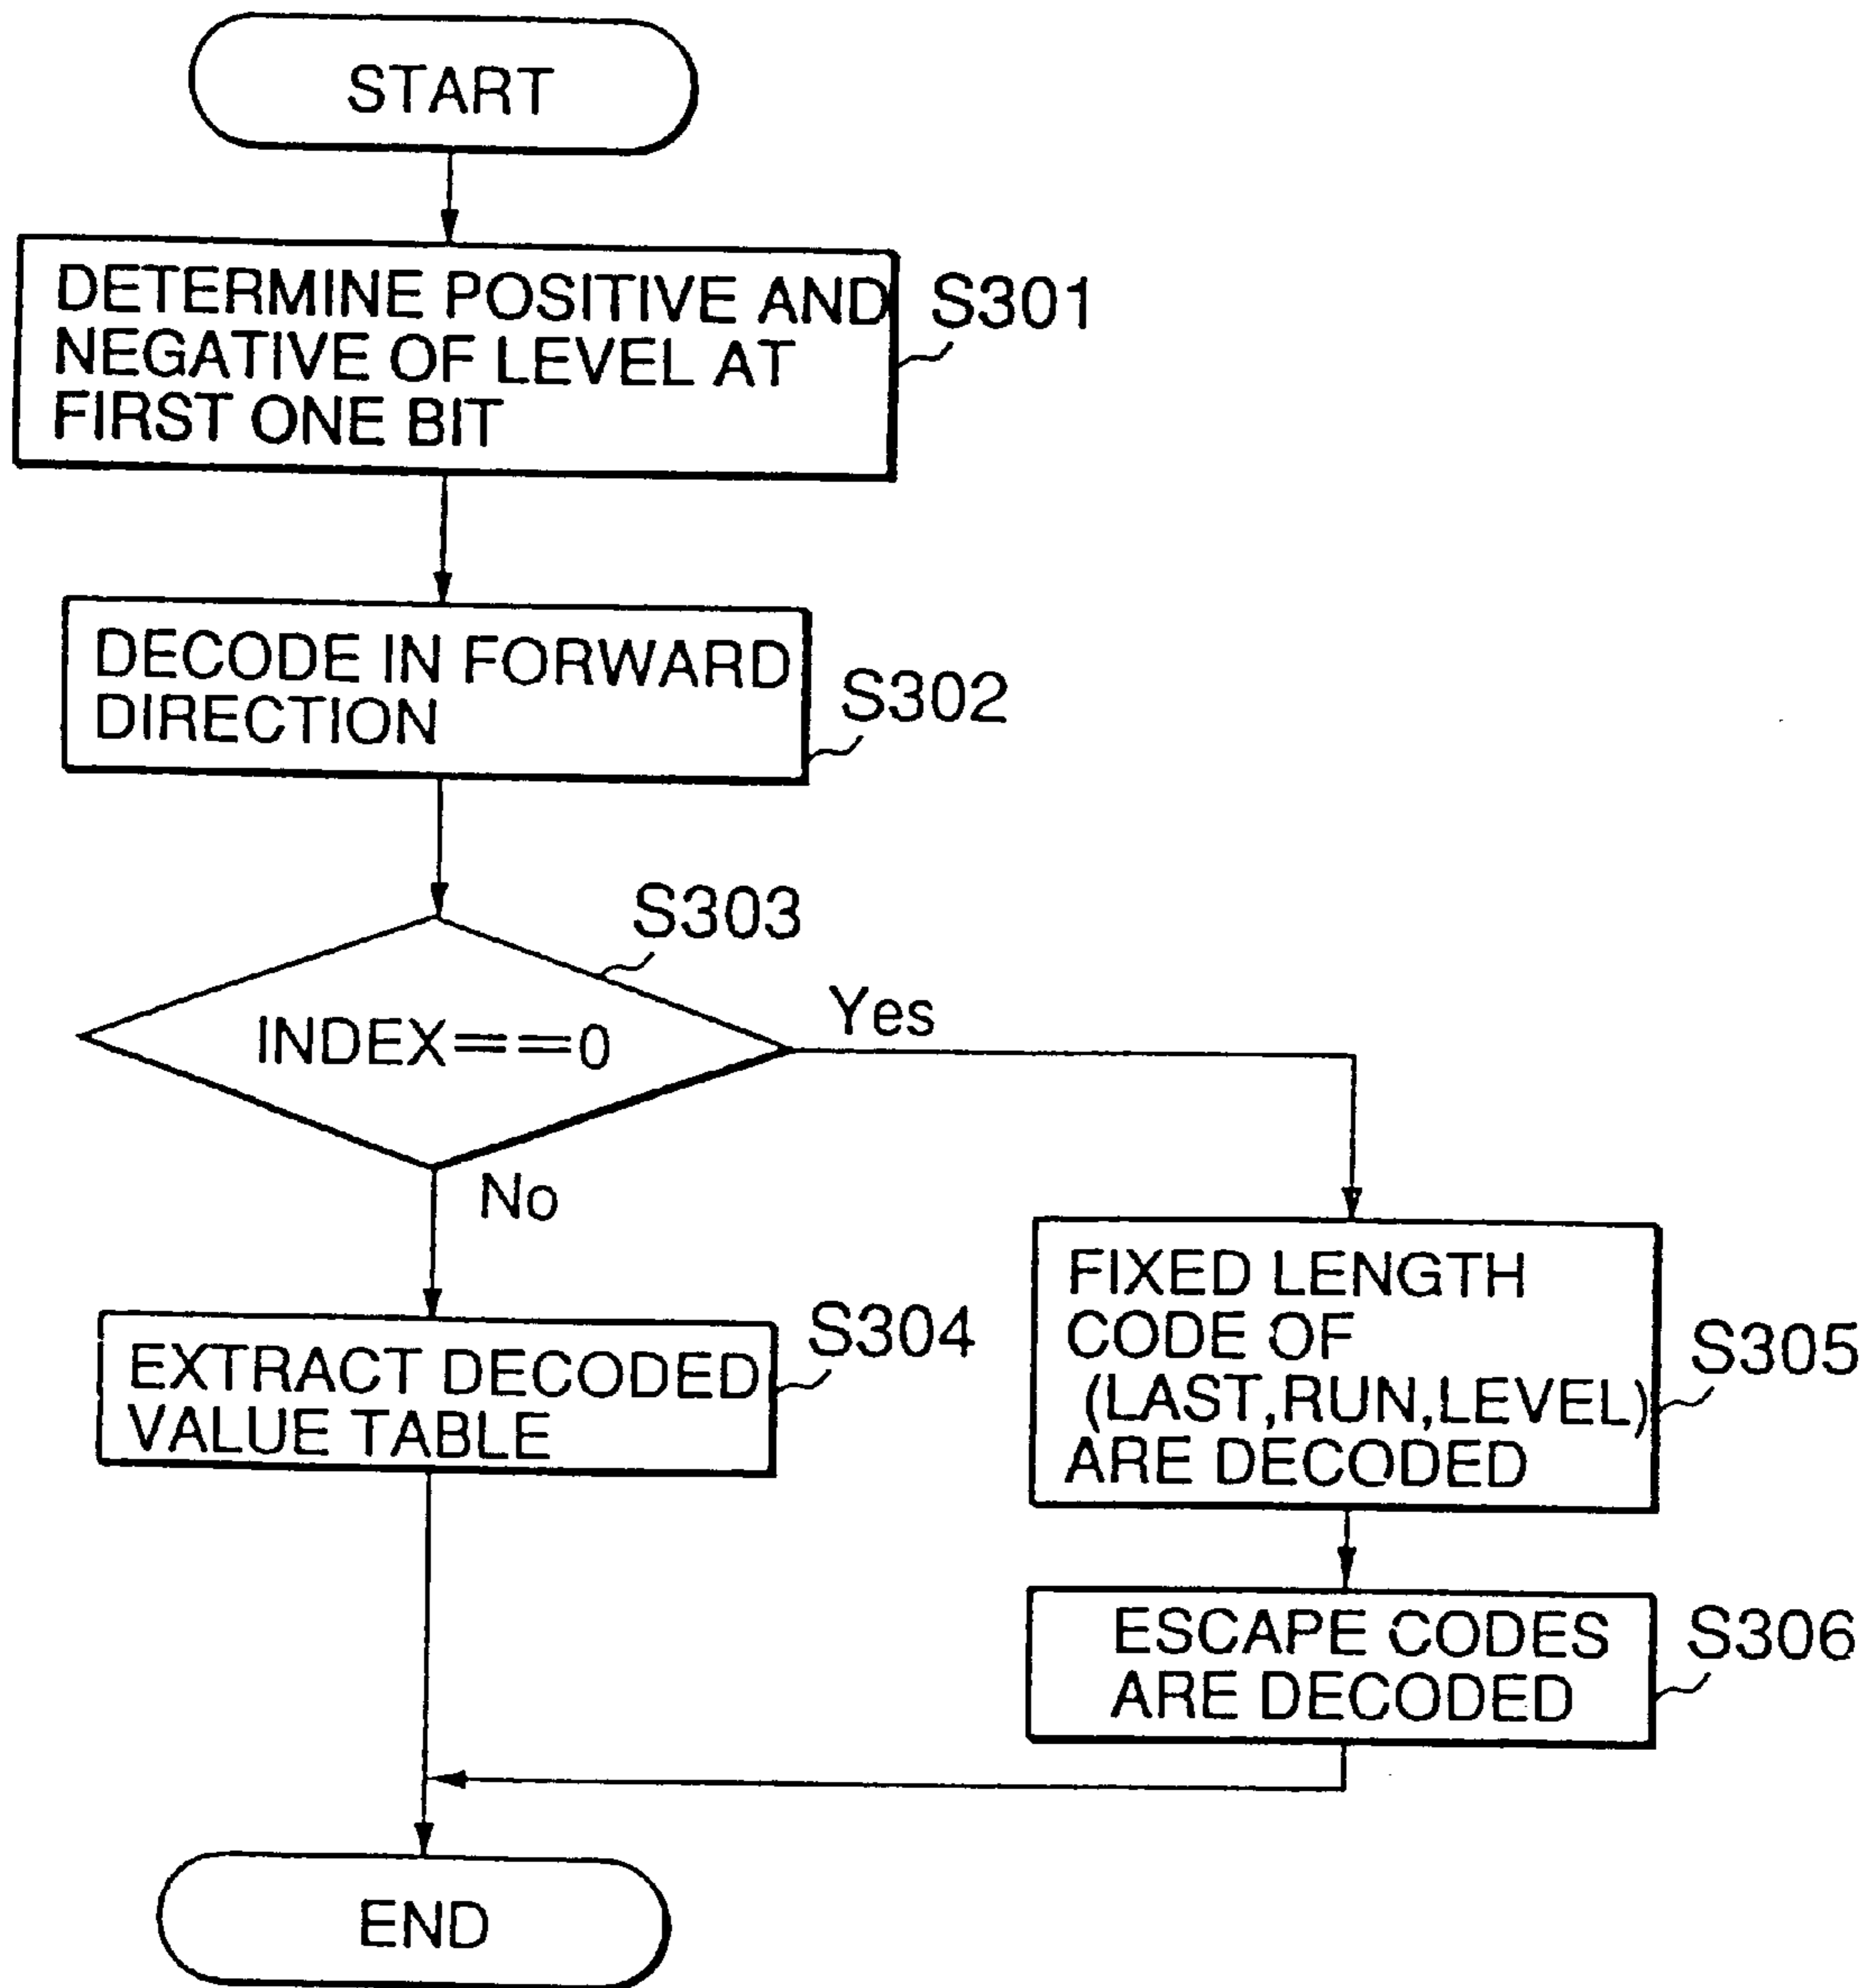 START
DETERMINE POSITIVE AND
NEGATIVE OF LEVEL AT
FIRST ONE BIT
S301
DECODE IN FORWARD
DIRECTION
S302
S303
INDEX==0
Yes
No
EXTRACT DECODED
VALUE TABLE
S304
FIXED LENGTH
CODE OF
(LAST,RUN,LEVEL)
ARE DECODED
S305
ESCAPE CODES
ARE DECODED
S306
END